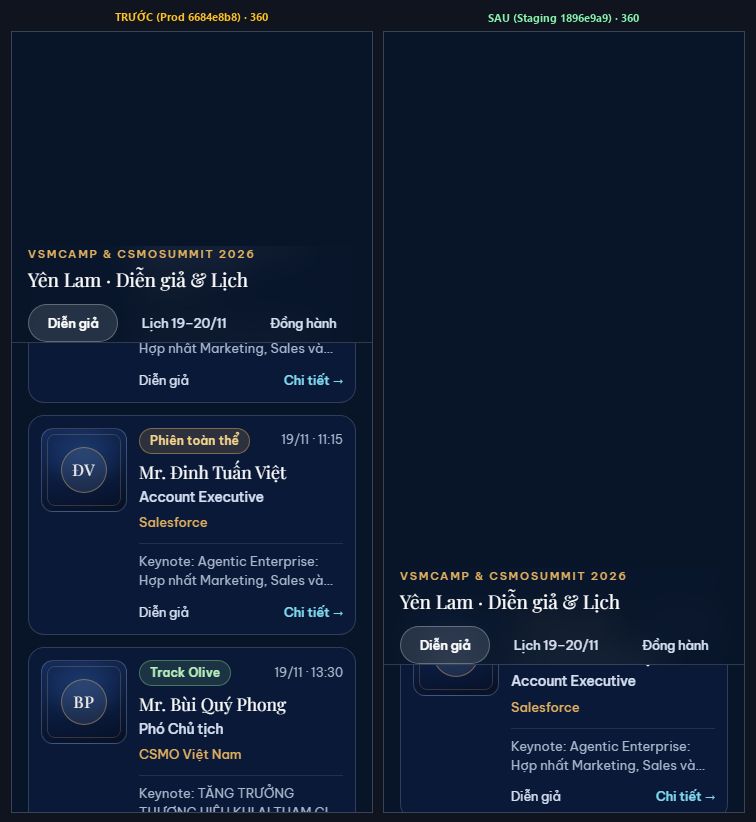 TRƯỚC (Prod 6684e8b8) · 360
VSMCAMP & CSMOSUMMIT 2026
Yên Lam · Diễn giả & Lịch
Diễn giả
Lịch 19–20/11
Đồng hành
Hợp nhất Marketing, Sales và...
Diễn giả
Chi tiết →
ĐV
Phiên toàn thể
19/11 · 11:15
Mr. Đinh Tuấn Việt
Account Executive
Salesforce
Keynote: Agentic Enterprise:
Hợp nhất Marketing, Sales và...
Diễn giả
Chi tiết →
BP
Track Olive
19/11 · 13:30
Mr. Bùi Quý Phong
Phó Chủ tịch
CSMO Việt Nam
Keynote: TĂNG TRƯỞNG
SAU (Staging 1896e9a9) · 360
VSMCAMP & CSMOSUMMIT 2026
Yên Lam · Diễn giả & Lịch
Diễn giả
Lịch 19–20/11
Đồng hành
Account Executive
Salesforce
Keynote: Agentic Enterprise:
Hợp nhất Marketing, Sales và...
Diễn giả
Chi tiết →